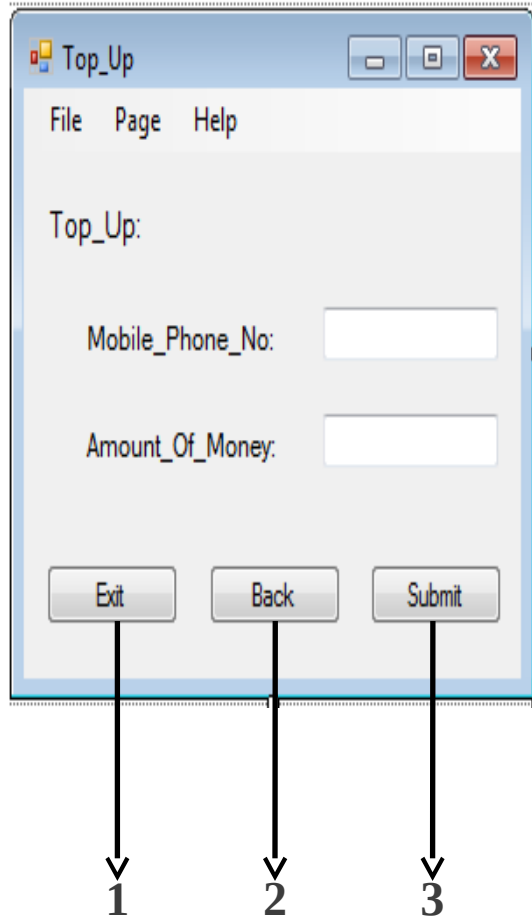 Top_Up
File Page Help
Top_Up:
Mobile_Phone_No:
Amount_Of_Money:
Exit Back Submit
1 2 3